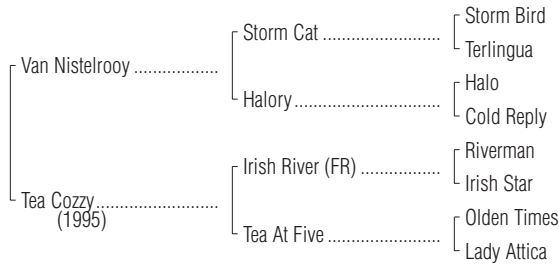 Storm Bird
Storm Cat ........................
Terlingua
Van Nistelrooy .................
Halo
Halory ..............................
Cold Reply
Riverman
Irish River (FR) .................
Irish Star
Tea Cozzy.........................
(1995)
Olden Times
Tea At Five .......................
Lady Attica